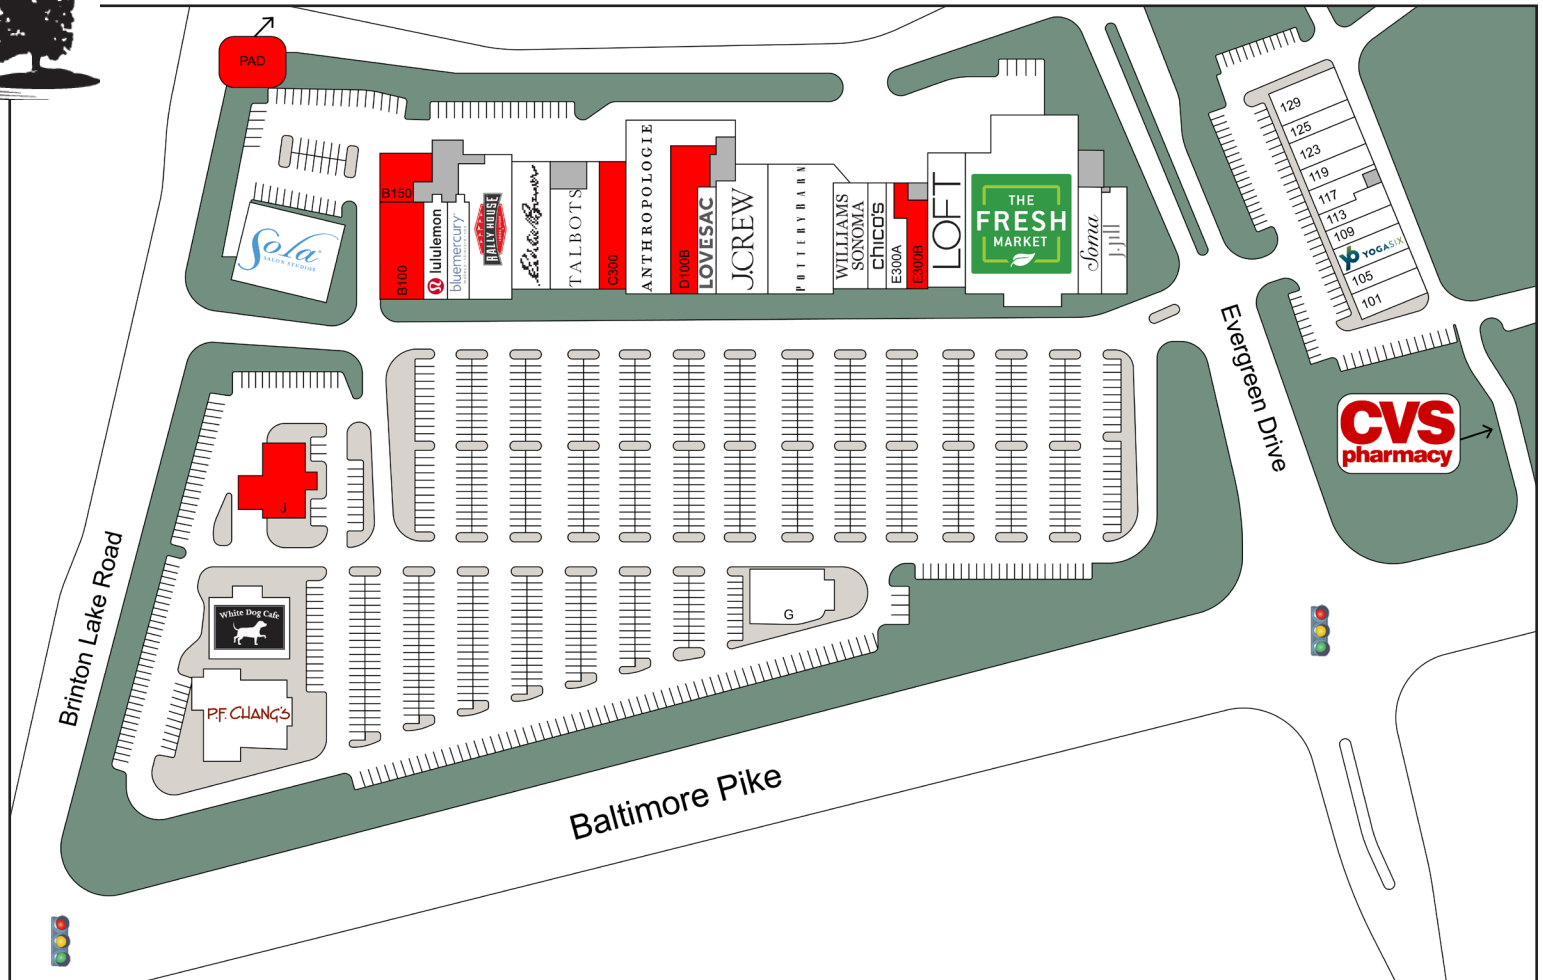 PAD
129
125
123
119
117
113
109
YOGASIX
105
101
B150
B100
lululemon
bluemercury
RALLY HOUSE
Eddie Bauer
TALBOTS
C300
ANTHROPOLOGIE
D100B
LOVESAC
J.CREW
POTTERY BARN
WILLIAMS
SONOMA
chico's
E300A
E300B
LOFT
THE
FRESH
MARKET
Soma
j.jill
Sola
SALON STUDIOS
Evergreen Drive
CVS
pharmacy
J
Brinton Lake Road
White Dog Cafe
G
P.F. CHANG'S
Baltimore Pike